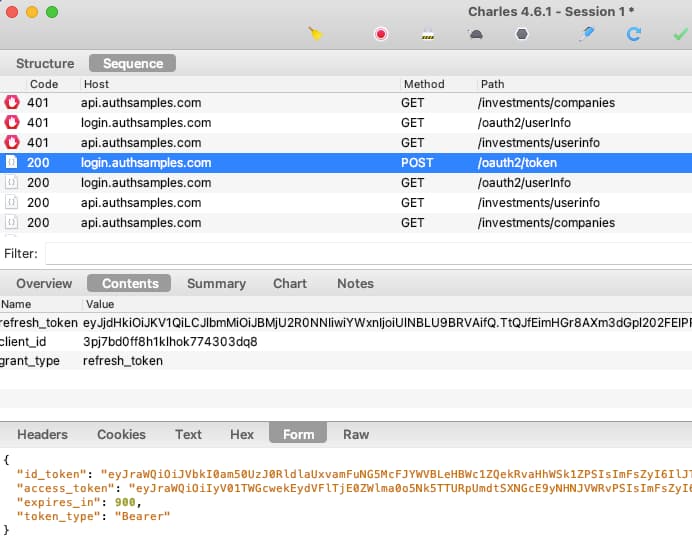 Charles 4.6.1 - Session 1 *
Structure Sequence
Code Host Method Path
401 api.authsamples.com GET /investments/companies
401 login.authsamples.com GET /oauth2/userInfo
401 api.authsamples.com GET /investments/userinfo
200 login.authsamples.com POST /oauth2/token
200 login.authsamples.com GET /oauth2/userInfo
200 api.authsamples.com GET /investments/userinfo
200 api.authsamples.com GET /investments/companies
Filter:
Overview Contents Summary Chart Notes
Name Value
refresh_token eyJjdHkiOiJKV1QiLCJlbmMiOiJBMjU2R0NNIiwiYWxnIjoiUlNBLU9BRVAifQ.TtQJfEimHGr8AXm3dGpl202FElPF
client_id 3pj7bd0ff8h1klhok774303dq8
grant_type refresh_token
Headers Cookies Text Hex Form Raw
{
"id_token": "eyJraWQiOiJVbkI0am50UzJ0RldlaUxvamFuNG5McFJYWVBLeHBWc1ZQekRvaHhWSk1ZPSIsImFsZyI6IlJT
"access_token": "eyJraWQiOiIyV01TWGcwekEydVFlTjE0ZWlma0o5Nk5TTURpUmdtSXNGcE9yNHNJVWRvPSIsImFsZyI6
"expires_in": 900,
"token_type": "Bearer"
}